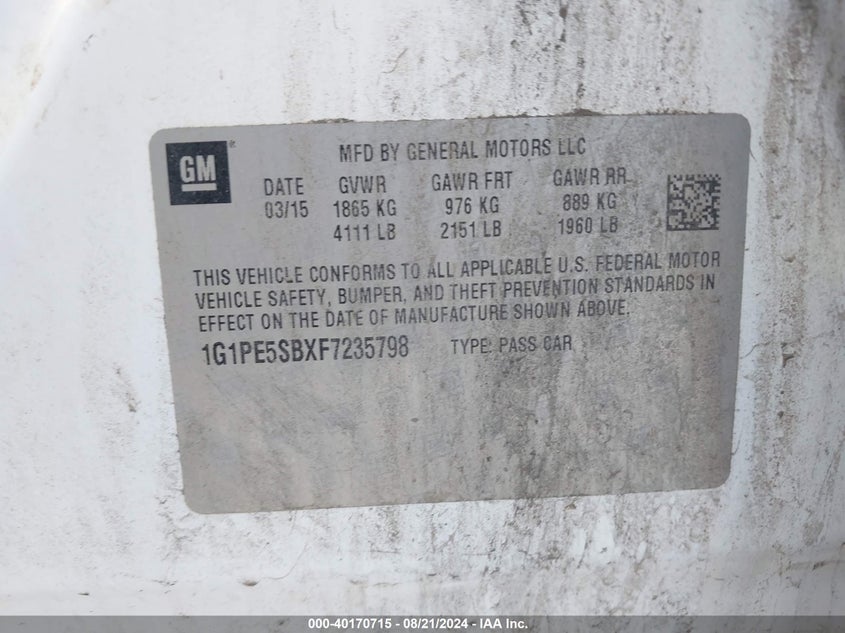 GM ®
MFD BY GENERAL MOTORS LLC
DATE GVWR GAWR FRT GAWR RR
03/15 1865 KG 976 KG 889 KG
4111 LB 2151 LB 1960 LB
THIS VEHICLE CONFORMS TO ALL APPLICABLE U.S. FEDERAL MOTOR
VEHICLE SAFETY, BUMPER, AND THEFT PREVENTION STANDARDS IN
EFFECT ON THE DATE OF MANUFACTURE SHOWN ABOVE.
1G1PE5SBXF7235798 TYPE: PASS CAR
000-40170715 - 08/21/2024 - IAA Inc.